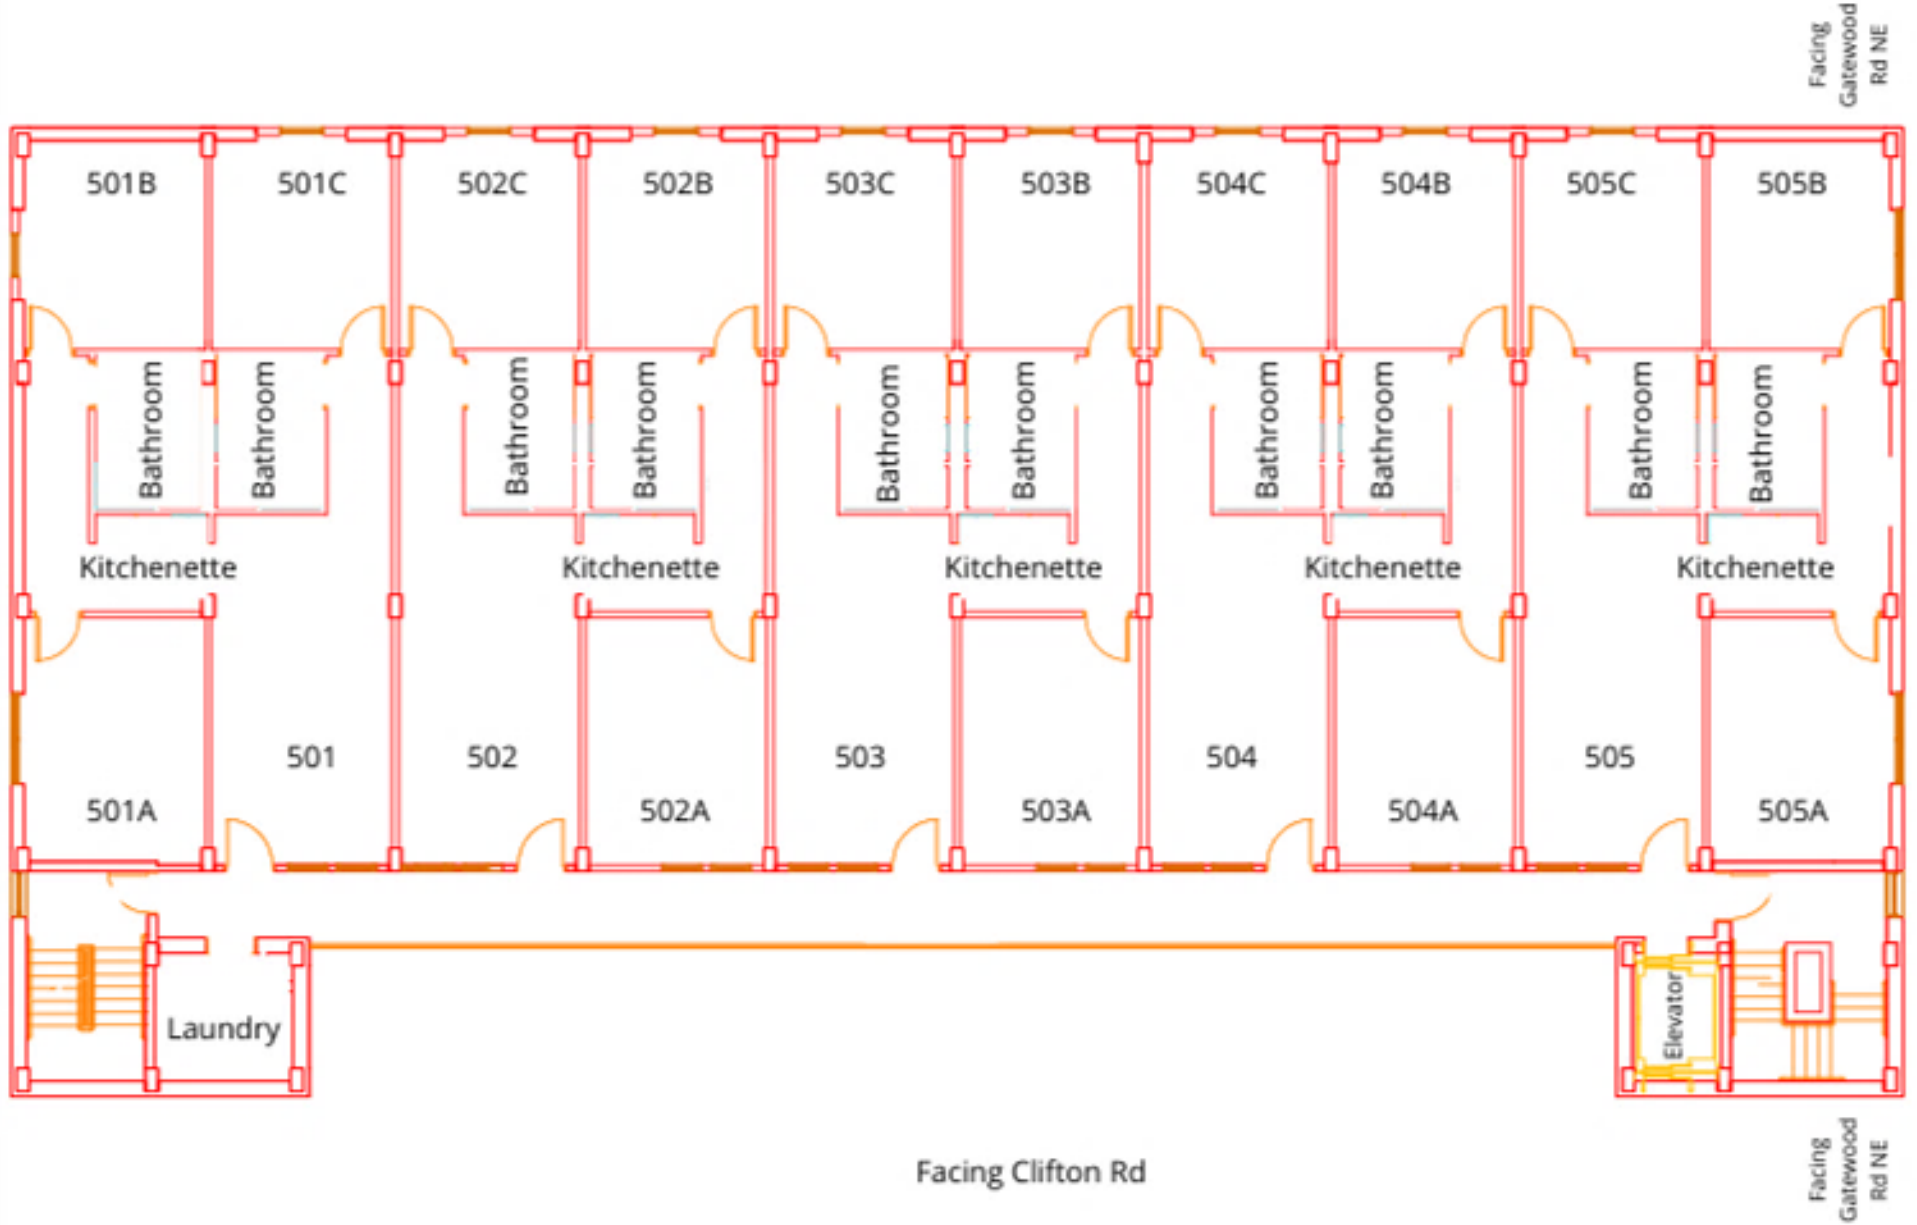 Facing
Gatewood
Rd NE
501B
501C
502C
502B
503C
503B
504C
504B
505C
505B
Bathroom
Bathroom
Bathroom
Bathroom
Bathroom
Bathroom
Bathroom
Bathroom
Bathroom
Bathroom
Kitchenette
Kitchenette
Kitchenette
Kitchenette
Kitchenette
501
502
503
504
505
501A
502A
503A
504A
505A
Laundry
Elevator
Facing Clifton Rd
Facing
Gatewood
Rd NE